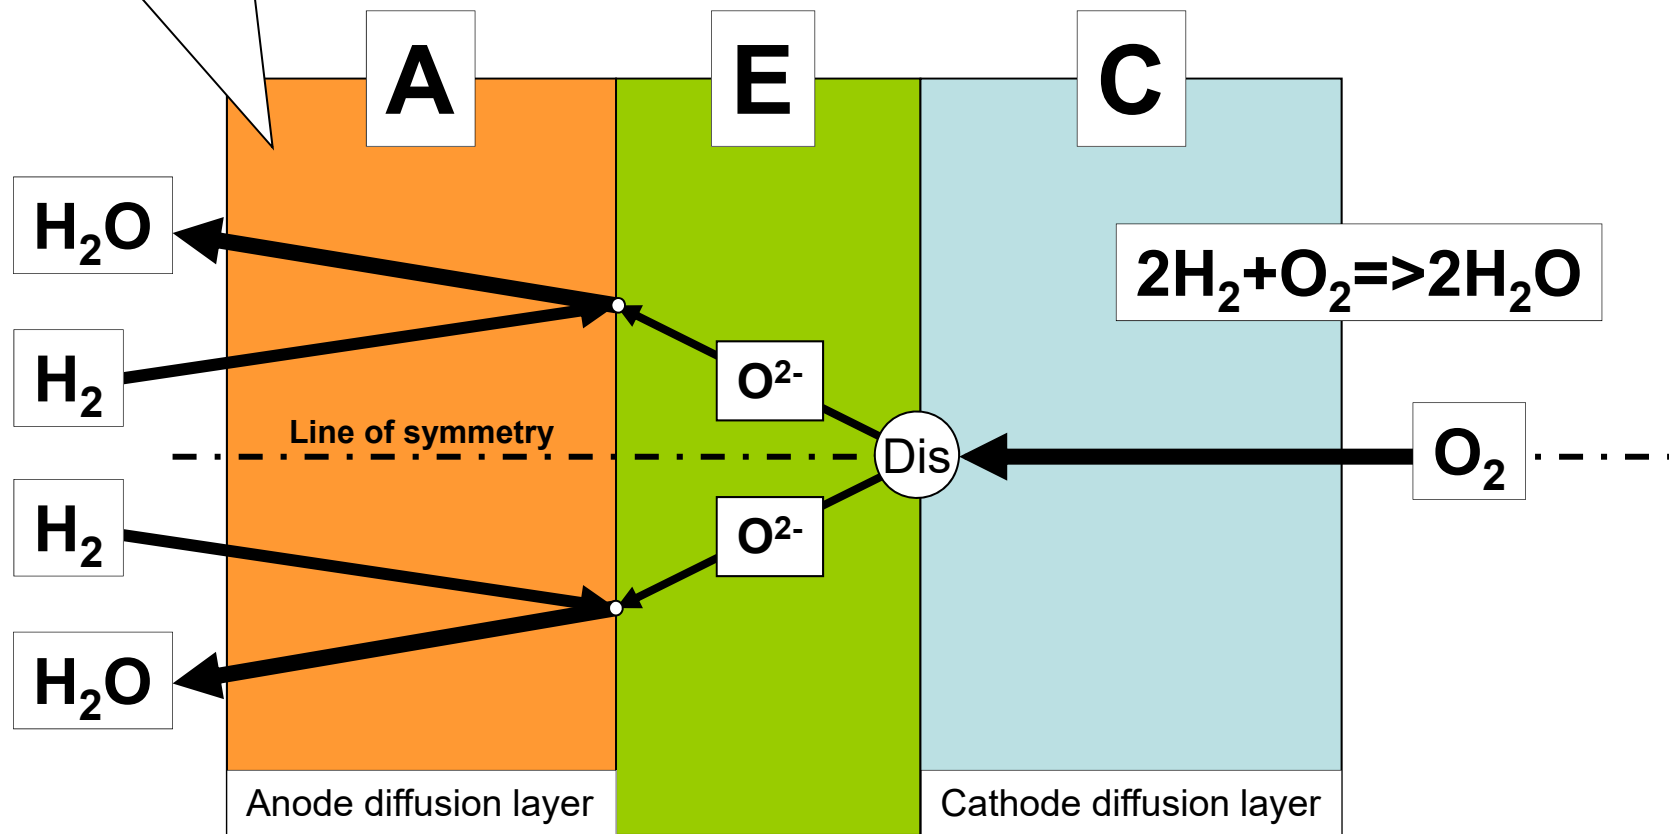 A
E
C
H₂O
2H₂+O₂=>2H₂O
H₂
O²⁻
Line of symmetry
Dis
O₂
H₂
O²⁻
H₂O
Anode diffusion layer
Cathode diffusion layer